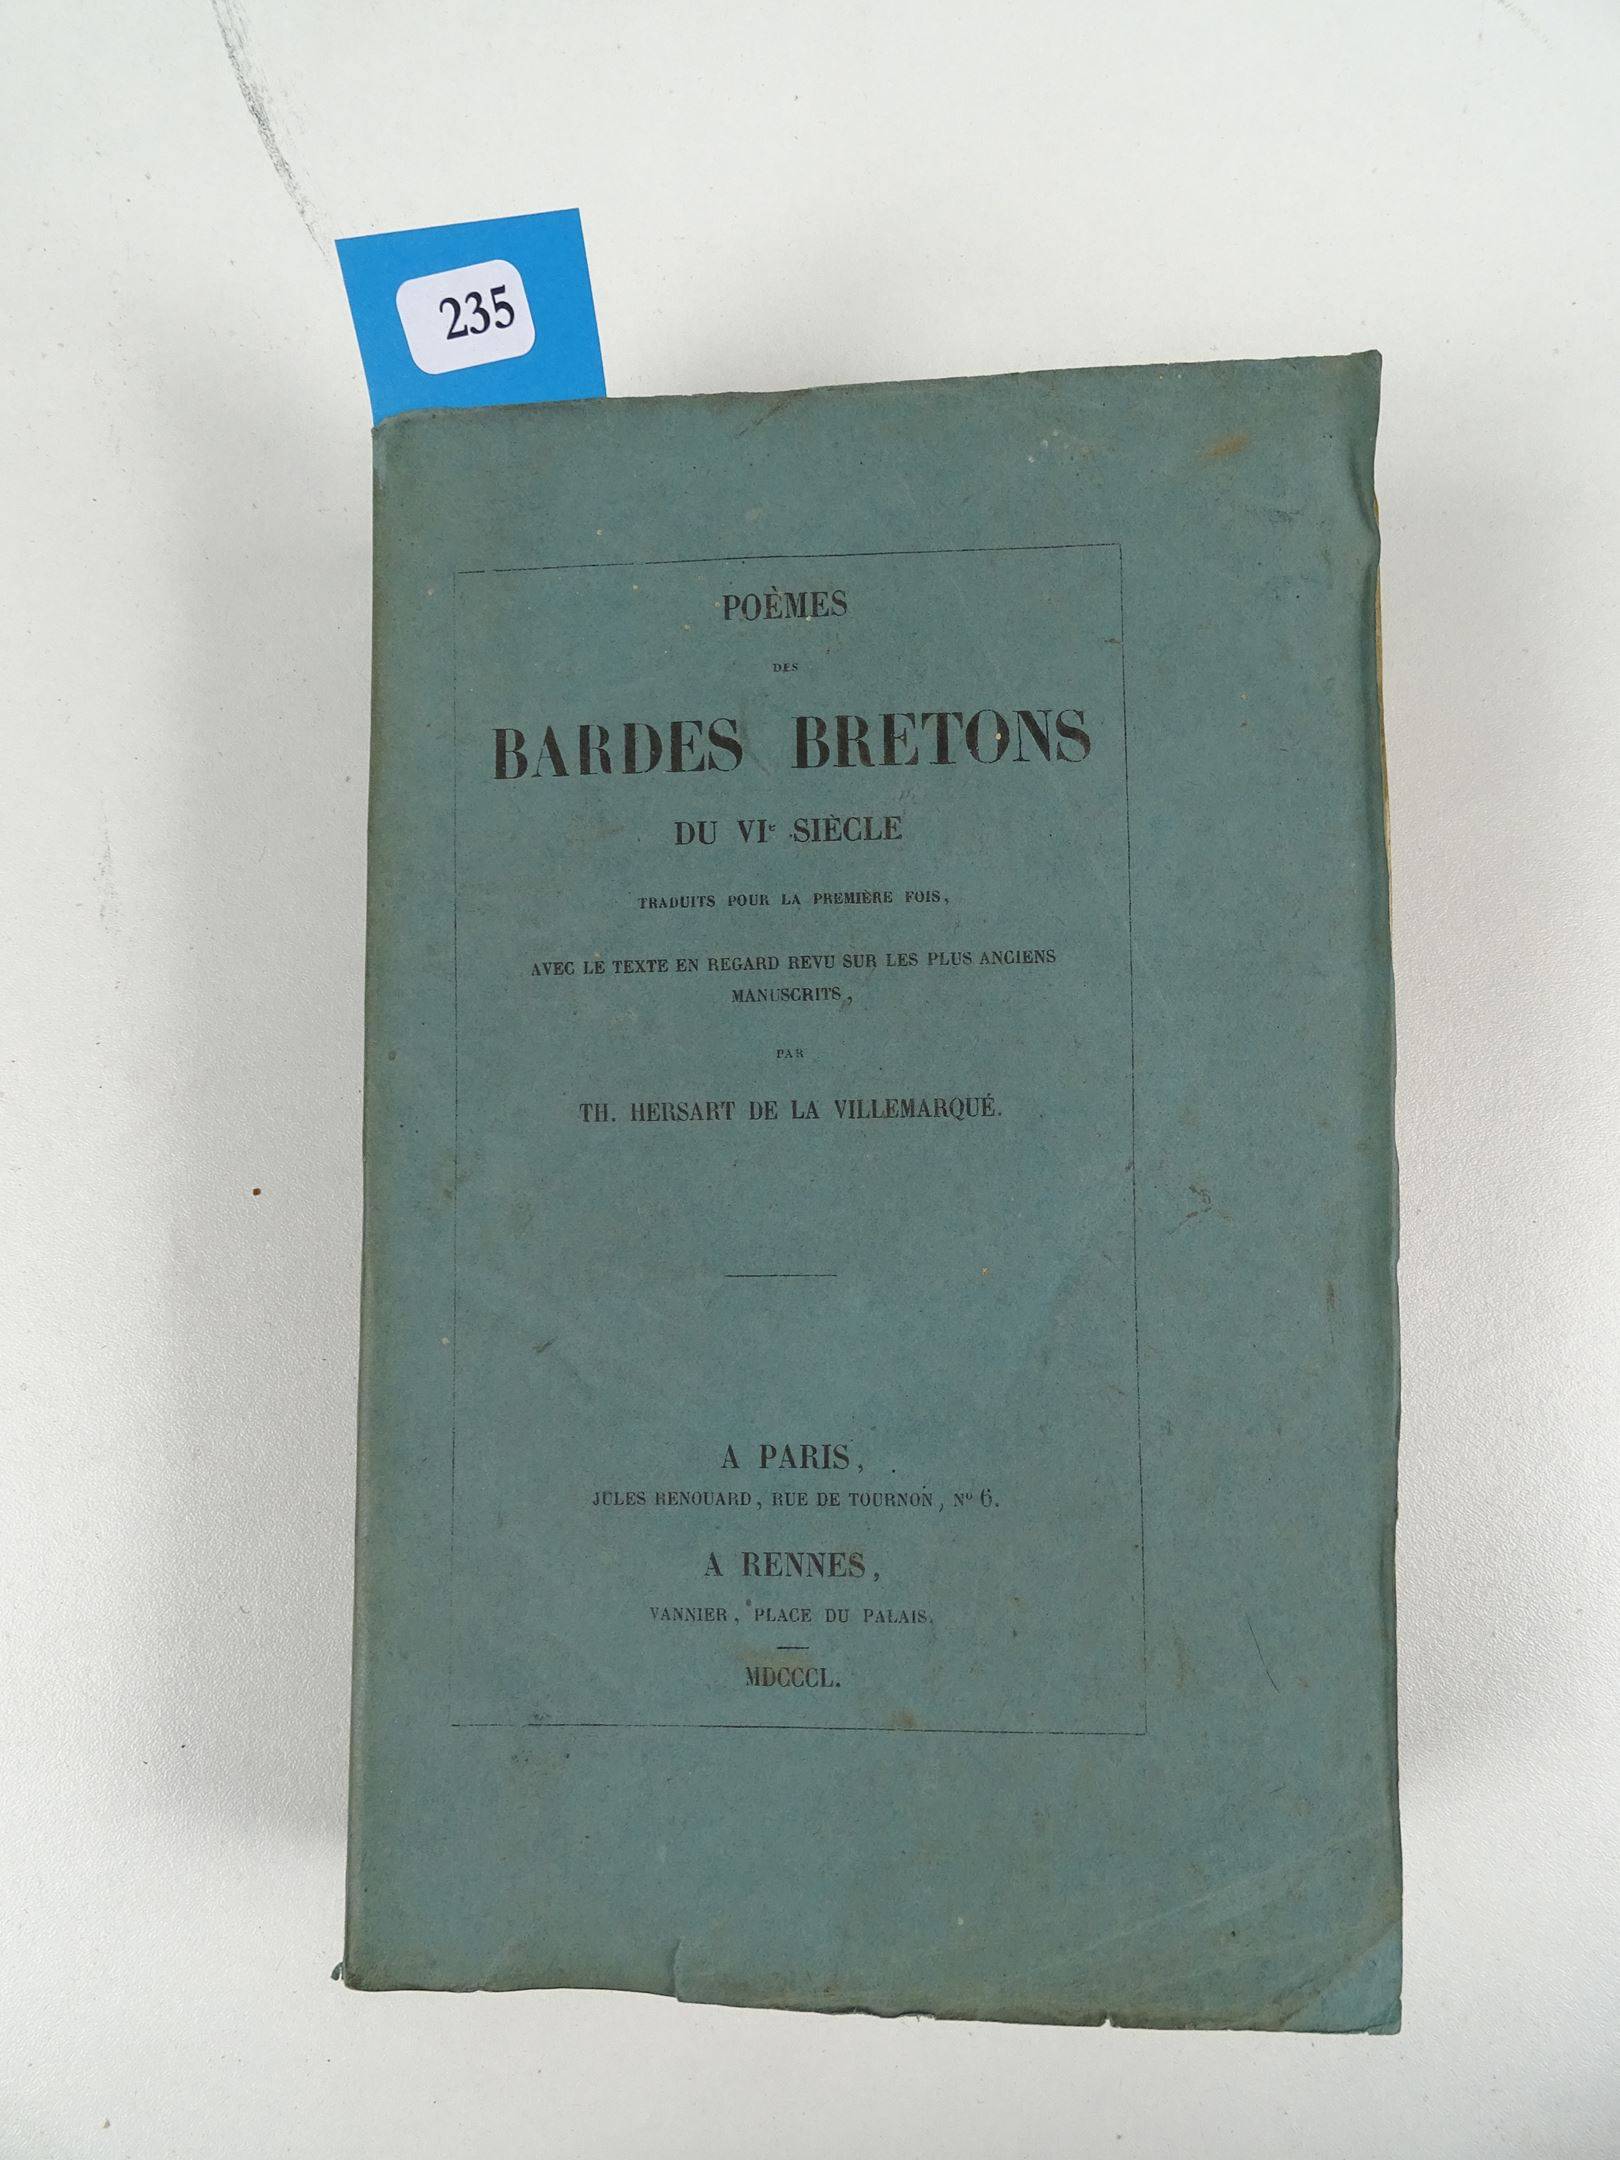 235
POÈMES
DES
BARDES BRETONS
DU VIe SIÈCLE
TRADUITS POUR LA PREMIÈRE FOIS,
AVEC LE TEXTE EN REGARD REVU SUR LES PLUS ANCIENS
MANUSCRITS,
PAR
TH. HERSART DE LA VILLEMARQUÉ.
A PARIS,
JULES RENOUARD, RUE DE TOURNON, No 6.
A RENNES,
VANNIER, PLACE DU PALAIS.
MDCCCL.